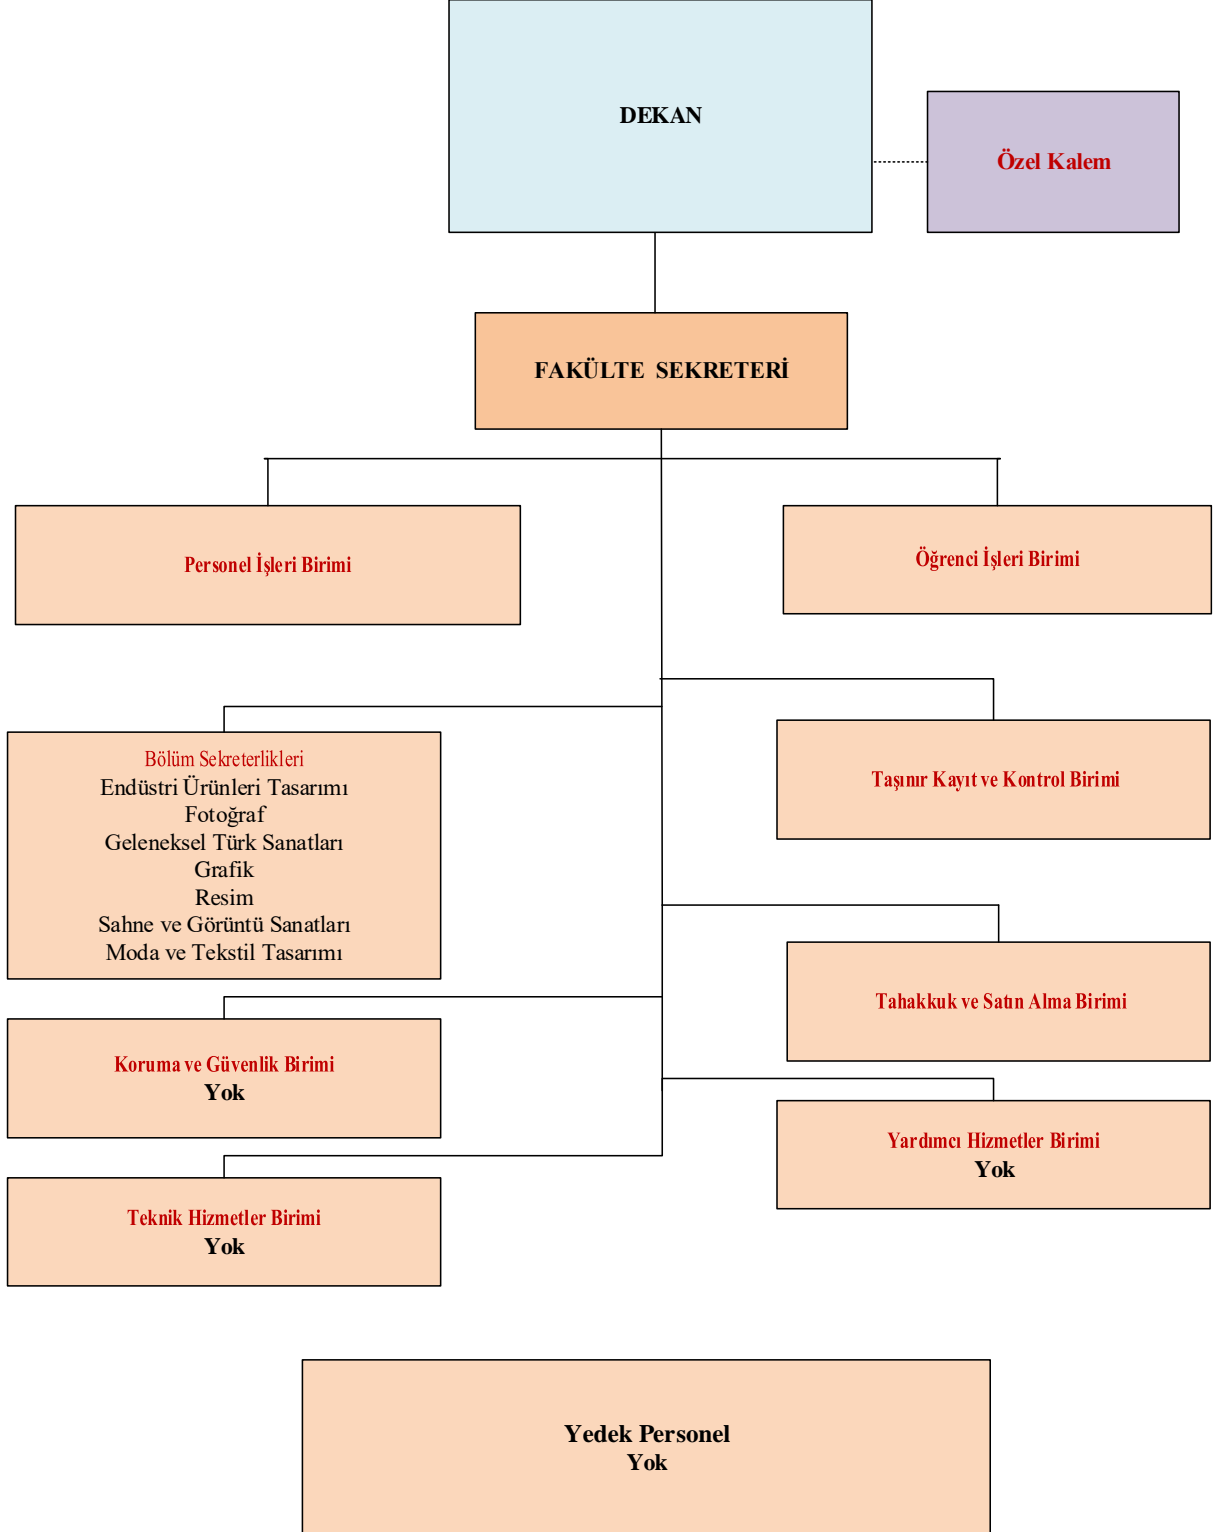 DEKAN
Özel Kalem
FAKÜLTE SEKRETERİ
Personel İşleri Birimi
Öğrenci İşleri Birimi
Bölüm Sekreterlikleri
Endüstri Ürünleri Tasarımı
Fotoğraf
Geleneksel Türk Sanatları
Grafik
Resim
Sahne ve Görüntü Sanatları
Moda ve Tekstil Tasarımı
Taşınır Kayıt ve Kontrol Birimi
Tahakkuk ve Satın Alma Birimi
Koruma ve Güvenlik Birimi
Yok
Yardımcı Hizmetler Birimi
Yok
Teknik Hizmetler Birimi
Yok
Yedek Personel
Yok